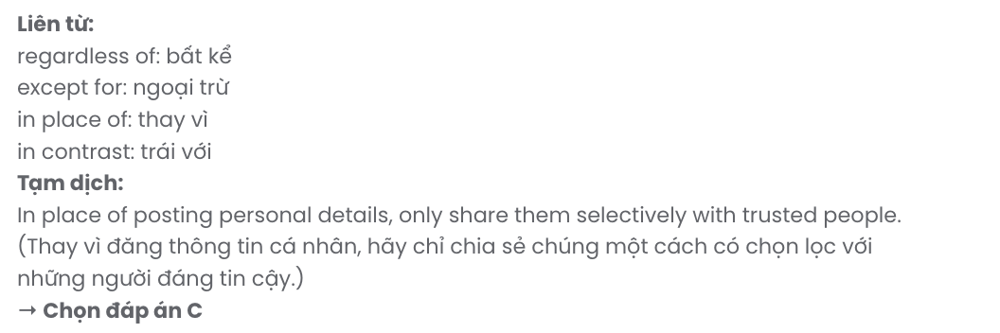 Liên từ:
regardless of: bất kể
except for: ngoại trừ
in place of: thay vì
in contrast: trái với
Tạm dịch:
In place of posting personal details, only share them selectively with trusted people.
(Thay vì đăng thông tin cá nhân, hãy chỉ chia sẻ chúng một cách có chọn lọc với
những người đáng tin cậy.)
→ Chọn đáp án C